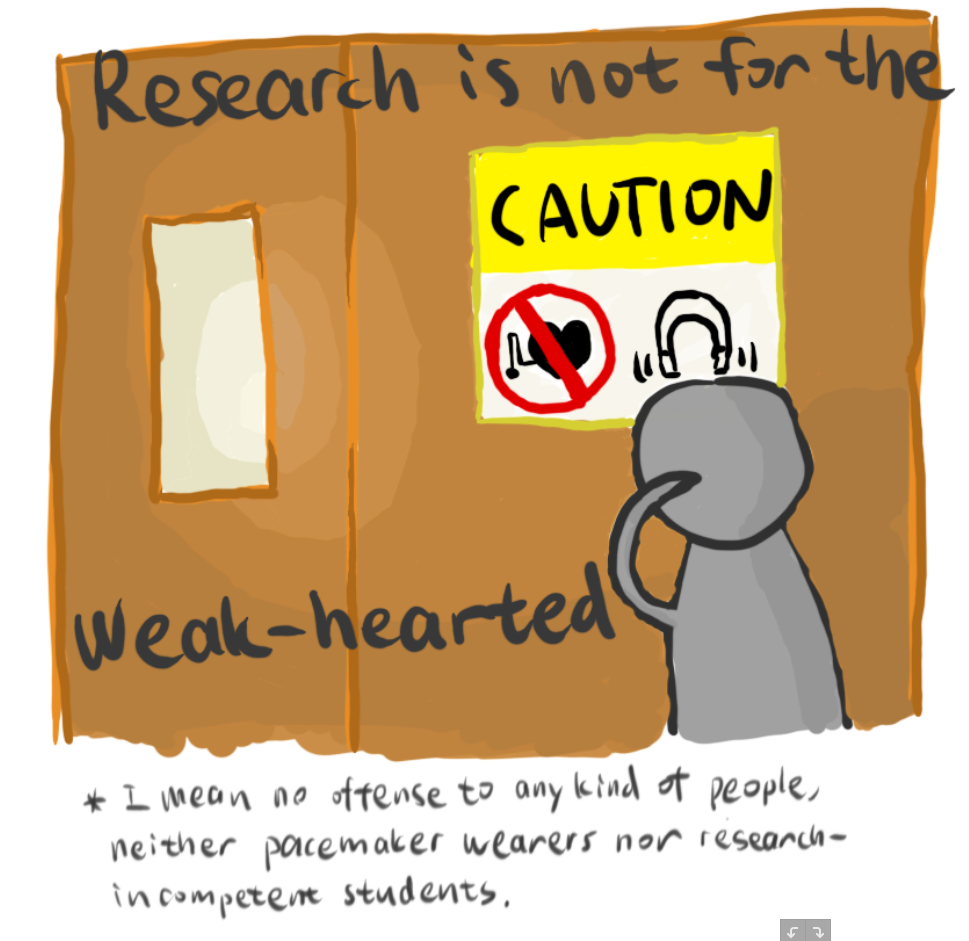 Research is not for the
CAUTION
Weak-hearted
* I mean no offense to any kind of people,
neither pacemaker wearers nor research-
incompetent students.